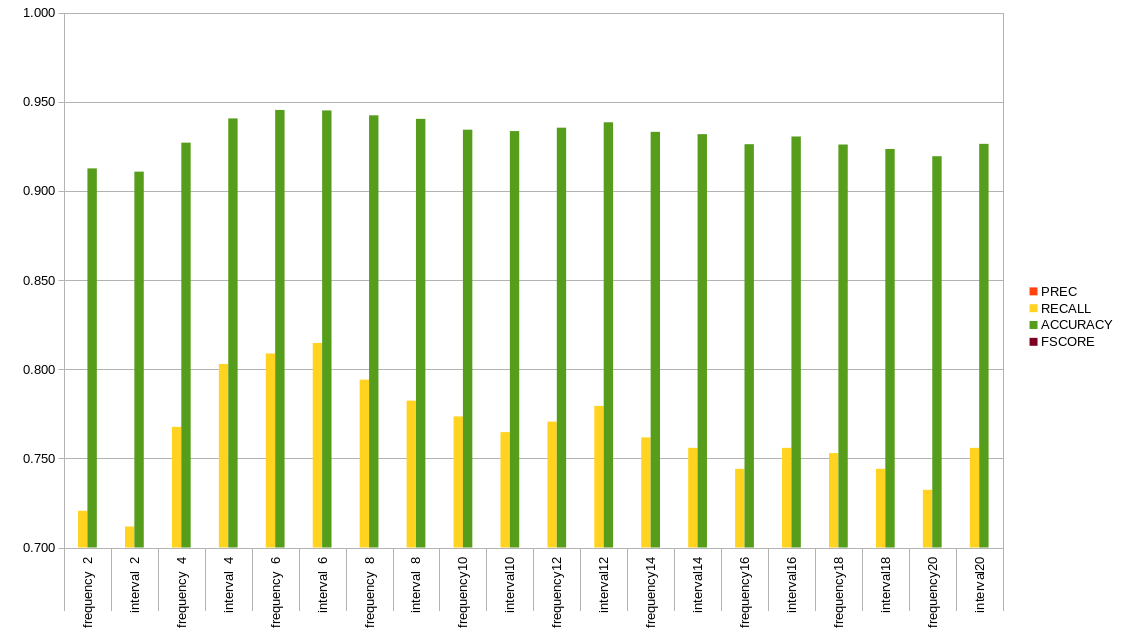 1.000
0.950
0.900
0.850
0.800
0.750
0.700
frequency 2
interval 2
frequency 4
interval 4
frequency 6
interval 6
frequency 8
interval 8
frequency10
interval10
frequency12
interval12
frequency14
interval14
frequency16
interval16
frequency18
interval18
frequency20
interval20
PREC
RECALL
ACCURACY
FSCORE